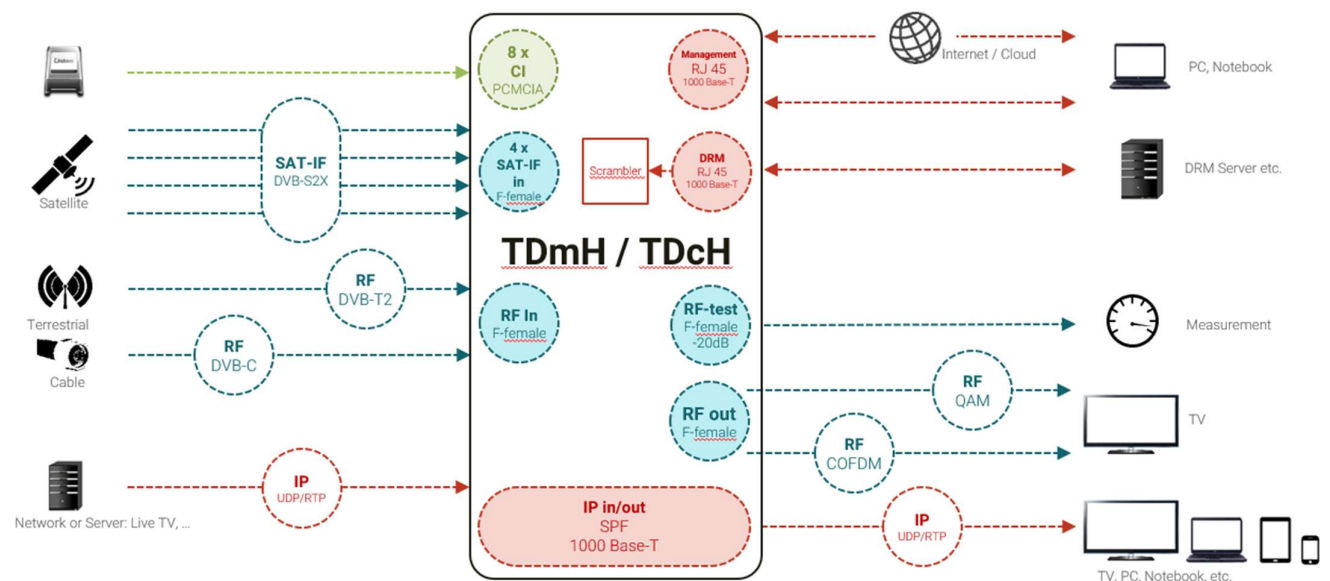 8 x
CI
PCMCIA
Management
RJ 45
1000 Base-T
Internet / Cloud
PC, Notebook
SAT-IF
DVB-S2X
4 x
SAT-IF
in
F-female
Scrambler
DRM
RJ 45
1000 Base-T
DRM Server etc.
Satellite
TDmH / TDcH
RF
DVB-T2
Terrestrial
RF In
F-female
RF-test
F-female
-20dB
Measurement
RF
DVB-C
Cable
RF
QAM
RF out
F-female
TV
RF
COFDM
IP
UDP/RTP
Network or Server: Live TV, ...
IP in/out
SPF
1000 Base-T
IP
UDP/RTP
TV, PC, Notebook, etc.